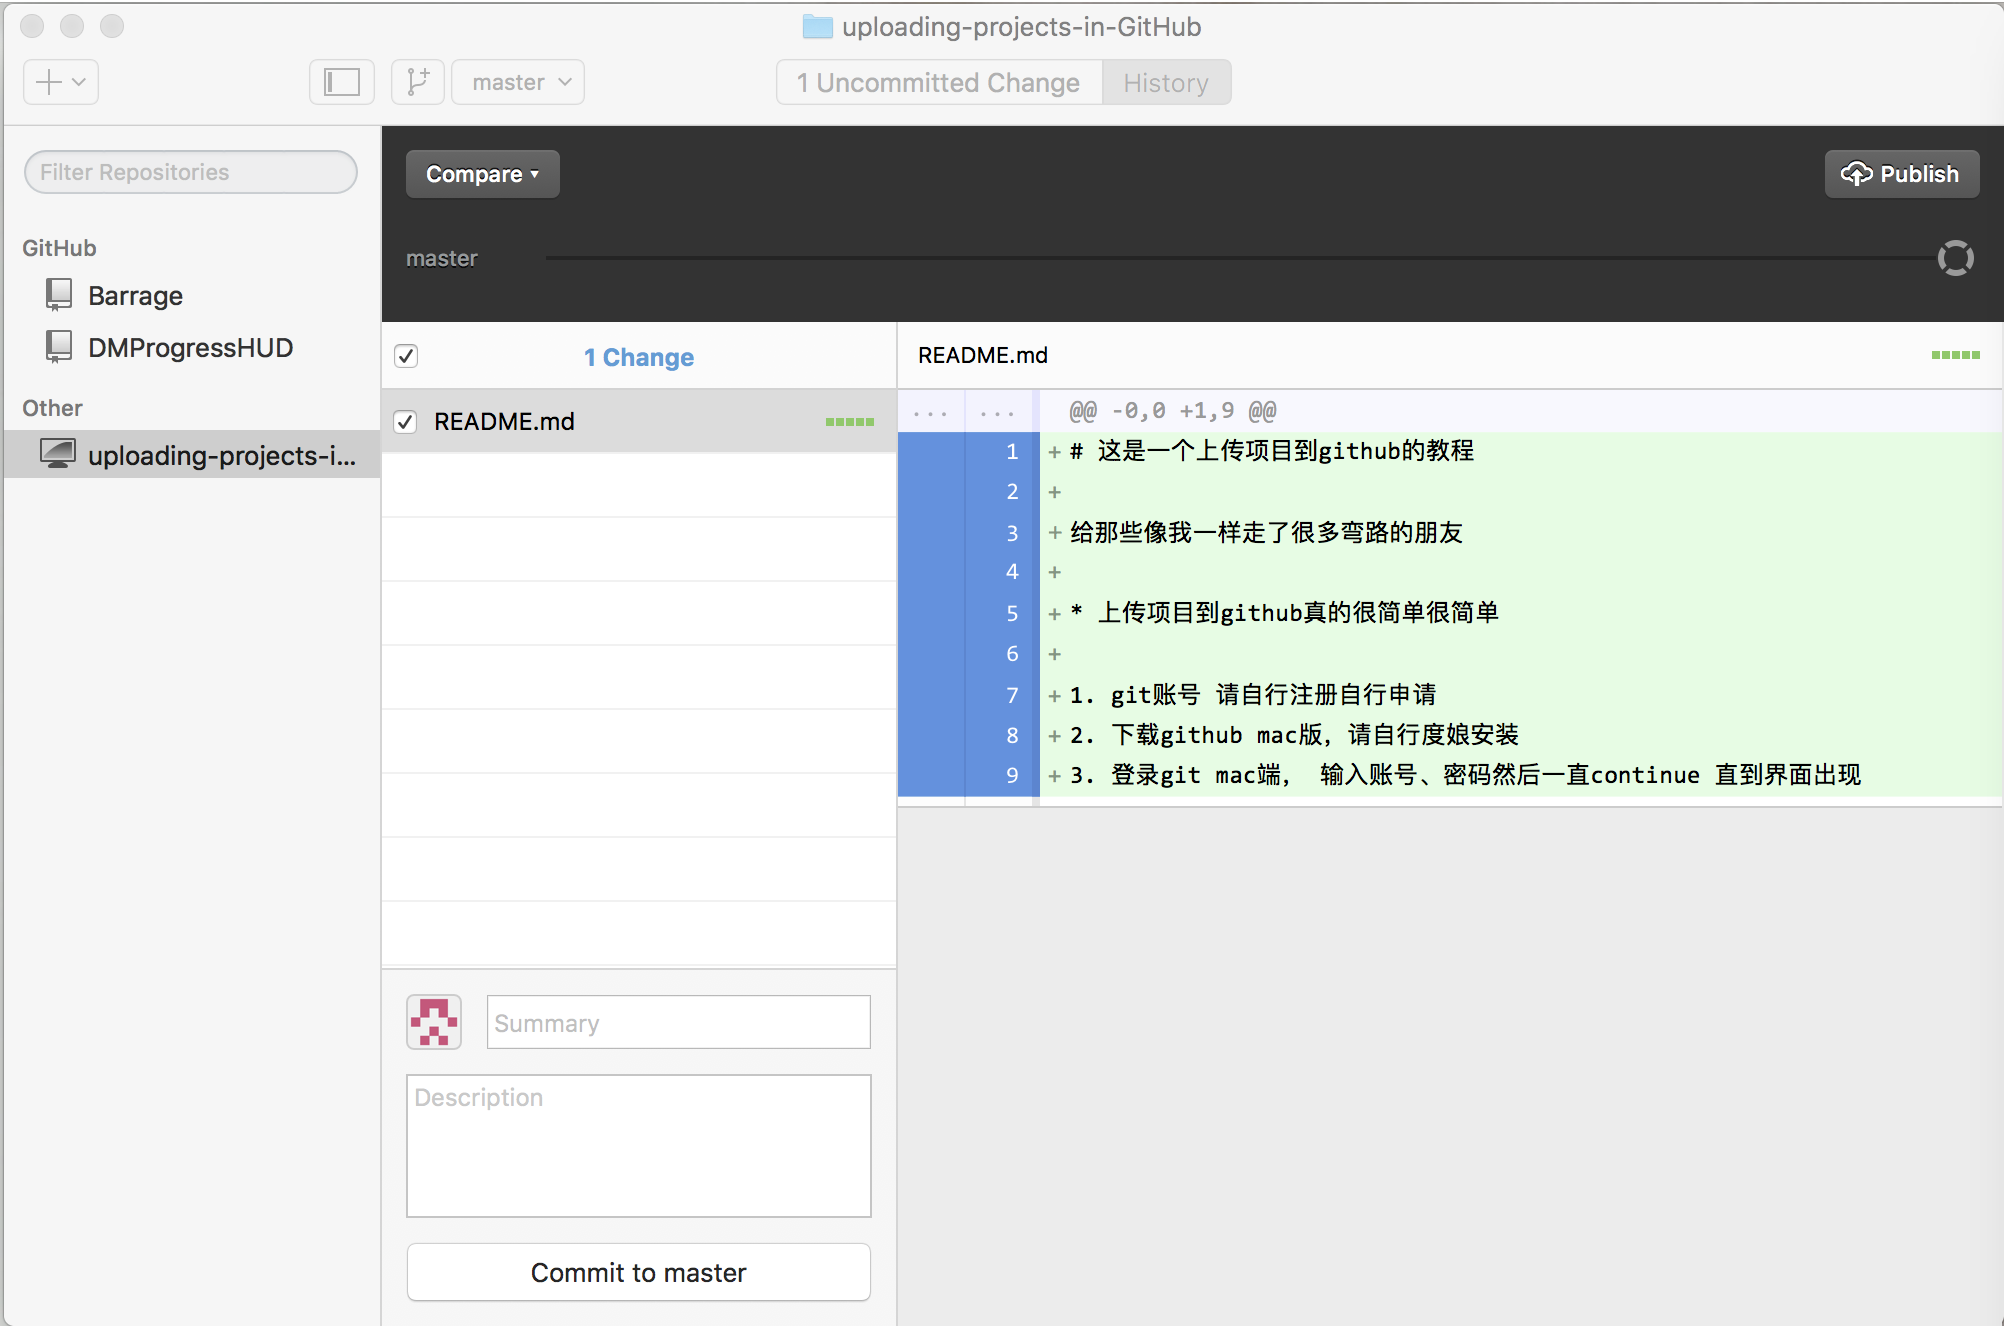 uploading-projects-in-GitHub
master
1 Uncommitted Change
History
Filter Repositories
GitHub
Barrage
DMProgressHUD
Other
uploading-projects-i...
Compare
Publish
master
1 Change
README.md
Summary
Description
Commit to master
README.md
... ... @@ -0,0 +1,9 @@
1 + # 这是一个上传项目到github的教程
2 +
3 + 给那些像我一样走了很多弯路的朋友
4 +
5 + * 上传项目到github真的很简单很简单
6 +
7 + 1. git账号 请自行注册自行申请
8 + 2. 下载github mac版，请自行度娘安装
9 + 3. 登录git mac端， 输入账号、密码然后一直continue 直到界面出现